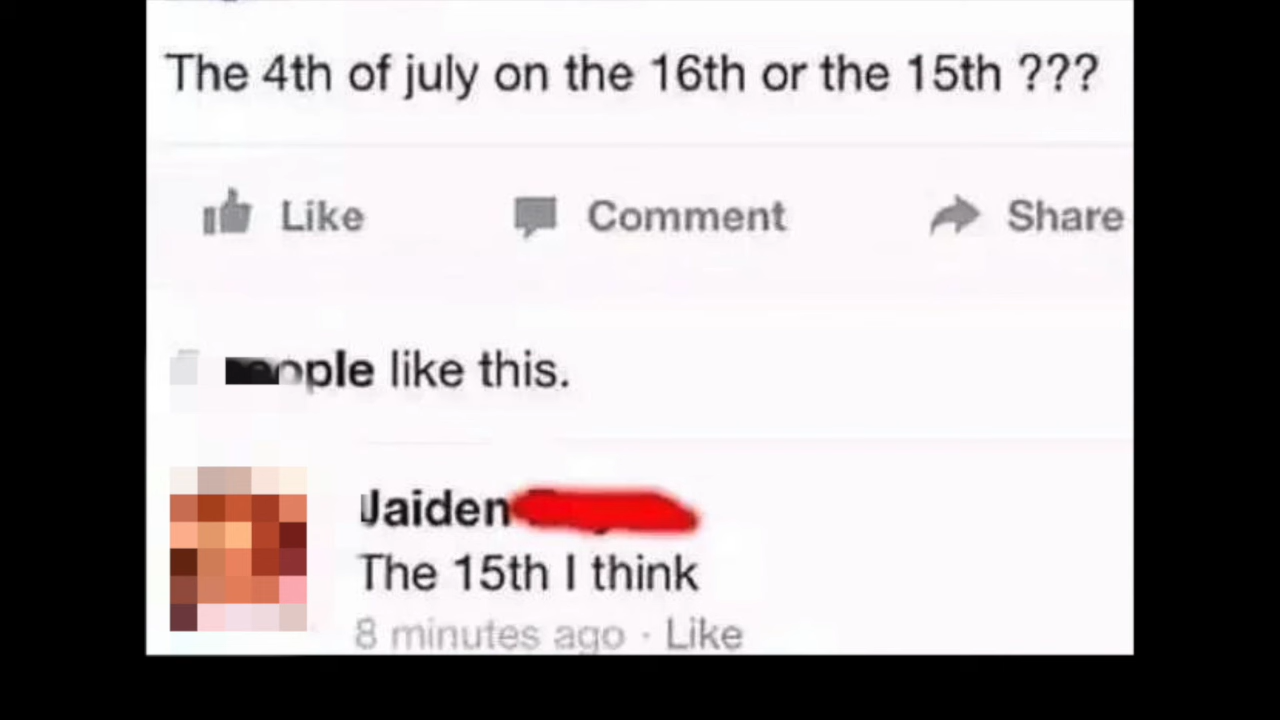 The 4th of july on the 16th or the 15th ???
Like Comment Share
like this.
Jaiden
The 15th I think
8 minutes ago · Like